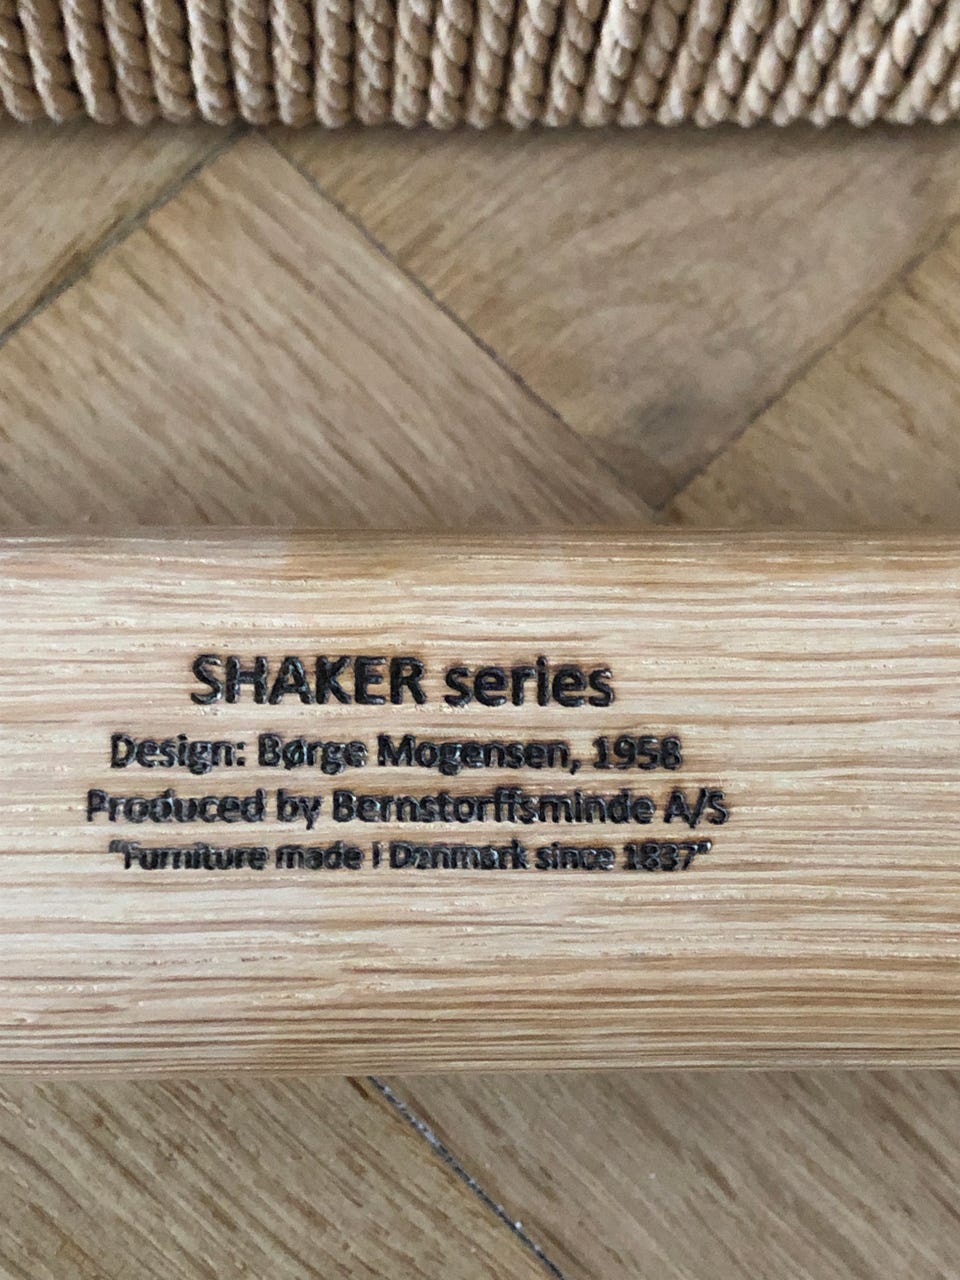 SHAKER series
Design: Børge Mogensen, 1958
Produced by Bernstorffsminde A/S
"Furniture made I Danmark since 1837"